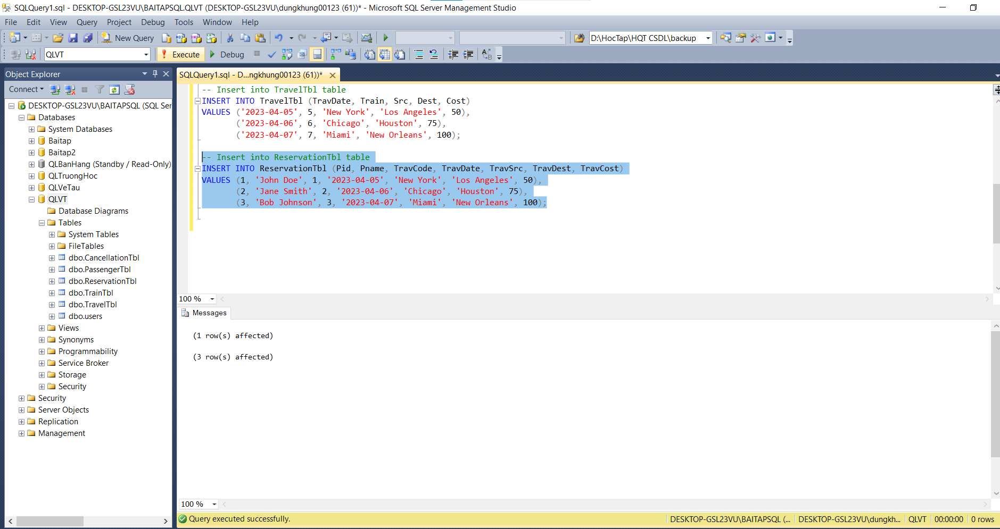 SQLQuery1.sql - DESKTOP-GSL23VU\BAITAPSQL.QLVT (DESKTOP-GSL23VU\dungkhung00123 (61))* - Microsoft SQL Server Management Studio
File Edit View Query Project Debug Tools Window Help
New Query D:\HocTap\HQT CSDL\backup
QLVT Execute Debug
Object Explorer
Connect
DESKTOP-GSL23VU\BAITAPSQL (SQL Ser
Databases
System Databases
Baitap
Baitap2
QLBanHang (Standby / Read-Only)
QLTruongHoc
QLVeTau
QLVT
Database Diagrams
Tables
System Tables
FileTables
dbo.CancellationTbl
dbo.PassengerTbl
dbo.ReservationTbl
dbo.TrainTbl
dbo.TravelTbl
dbo.users
Views
Synonyms
Programmability
Service Broker
Storage
Security
Security
Server Objects
Replication
Management
SQLQuery1.sql - D...ngkhung00123 (61))*
-- Insert into TravelTbl table
INSERT INTO TravelTbl (TravDate, Train, Src, Dest, Cost)
VALUES ('2023-04-05', 5, 'New York', 'Los Angeles', 50),
('2023-04-06', 6, 'Chicago', 'Houston', 75),
('2023-04-07', 7, 'Miami', 'New Orleans', 100);
-- Insert into ReservationTbl table
INSERT INTO ReservationTbl (Pid, Pname, TravCode, TravDate, TravSrc, TravDest, TravCost)
VALUES (1, 'John Doe', 1, '2023-04-05', 'New York', 'Los Angeles', 50),
(2, 'Jane Smith', 2, '2023-04-06', 'Chicago', 'Houston', 75),
(3, 'Bob Johnson', 3, '2023-04-07', 'Miami', 'New Orleans', 100);
100 %
Messages
(1 row(s) affected)
(3 row(s) affected)
100 %
Query executed successfully.
DESKTOP-GSL23VU\BAITAPSQL (... DESKTOP-GSL23VU\dungkh... QLVT 00:00:00 0 rows